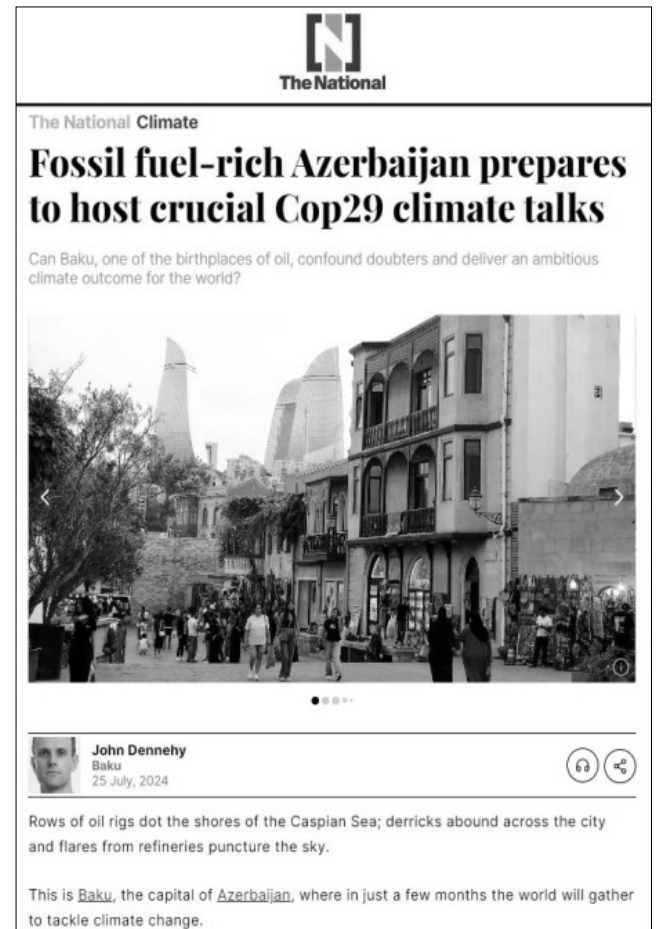 N
The National
The National Climate
Fossil fuel-rich Azerbaijan prepares
to host crucial Cop29 climate talks
Can Baku, one of the birthplaces of oil, confound doubters and deliver an ambitious
climate outcome for the world?
John Dennehy
Baku
25 July, 2024
Rows of oil rigs dot the shores of the Caspian Sea; derricks abound across the city
and flares from refineries puncture the sky.
This is Baku, the capital of Azerbaijan, where in just a few months the world will gather
to tackle climate change.